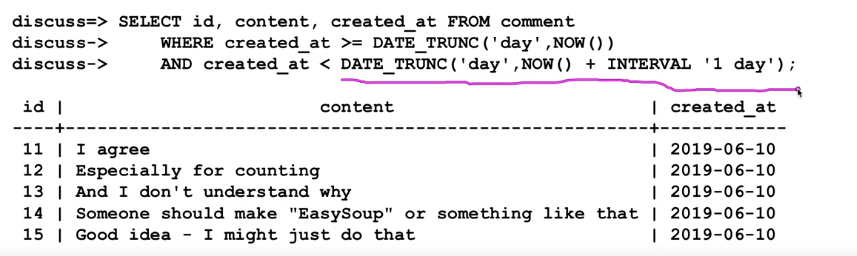 discuss=> SELECT id, content, created_at FROM comment
discuss-> WHERE created_at >= DATE_TRUNC('day',NOW())
discuss-> AND created_at < DATE_TRUNC('day',NOW() + INTERVAL '1 day');
id | content | created_at
----+----------------------------------------------------+------------
11 | I agree | 2019-06-10
12 | Especially for counting | 2019-06-10
13 | And I don't understand why | 2019-06-10
14 | Someone should make "EasySoup" or something like that | 2019-06-10
15 | Good idea - I might just do that | 2019-06-10